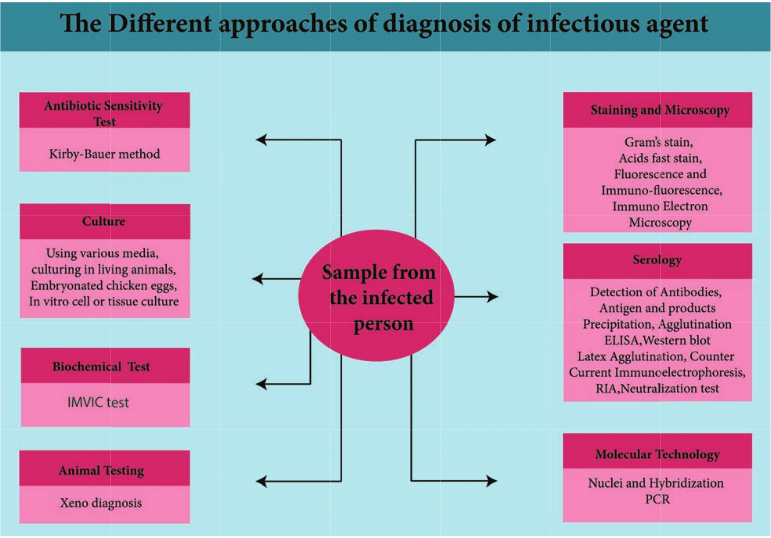 The Different approaches of diagnosis of infectious agent
Antibiotic Sensitivity
Test
Kirby-Bauer method
Culture
Using various media,
culturing in living animals,
Embryonated chicken eggs,
In vitro cell or tissue culture
Biochemical Test
IMVIC test
Animal Testing
Xeno diagnosis
Sample from
the infected
person
Staining and Microscopy
Gram's stain,
Acids fast stain,
Fluorescence and
Immuno-fluorescence,
Immuno Electron
Microscopy
Serology
Detection of Antibodies,
Antigen and products
Precipitation, Agglutination
ELISA,Western blot
Latex Agglutination, Counter
Current Immunoelectrophoresis,
RIA,Neutralization test
Molecular Technology
Nuclei and Hybridization
PCR